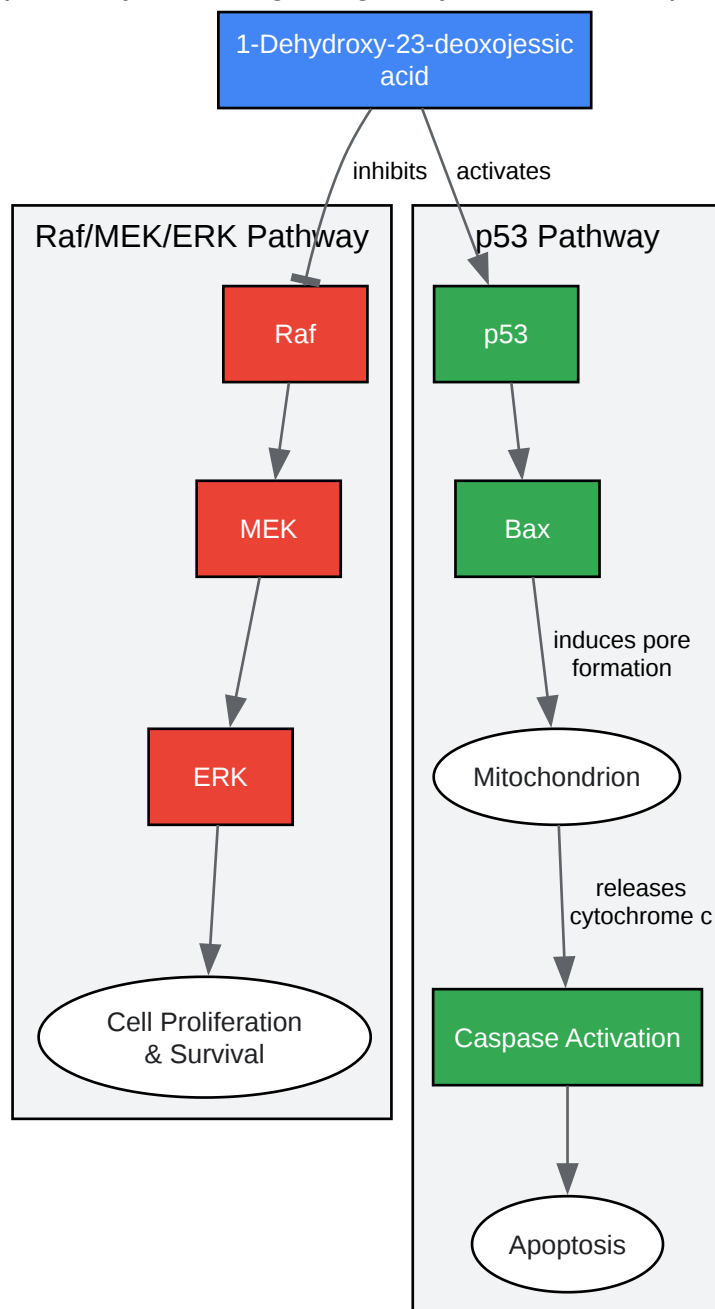 1-Dehydroxy-23-deoxojessic
acid
inhibits
activates
Raf/MEK/ERK Pathway
Raf
MEK
ERK
Cell Proliferation
& Survival
p53 Pathway
p53
Bax
induces pore
formation
Mitochondrion
releases
cytochrome c
Caspase Activation
Apoptosis